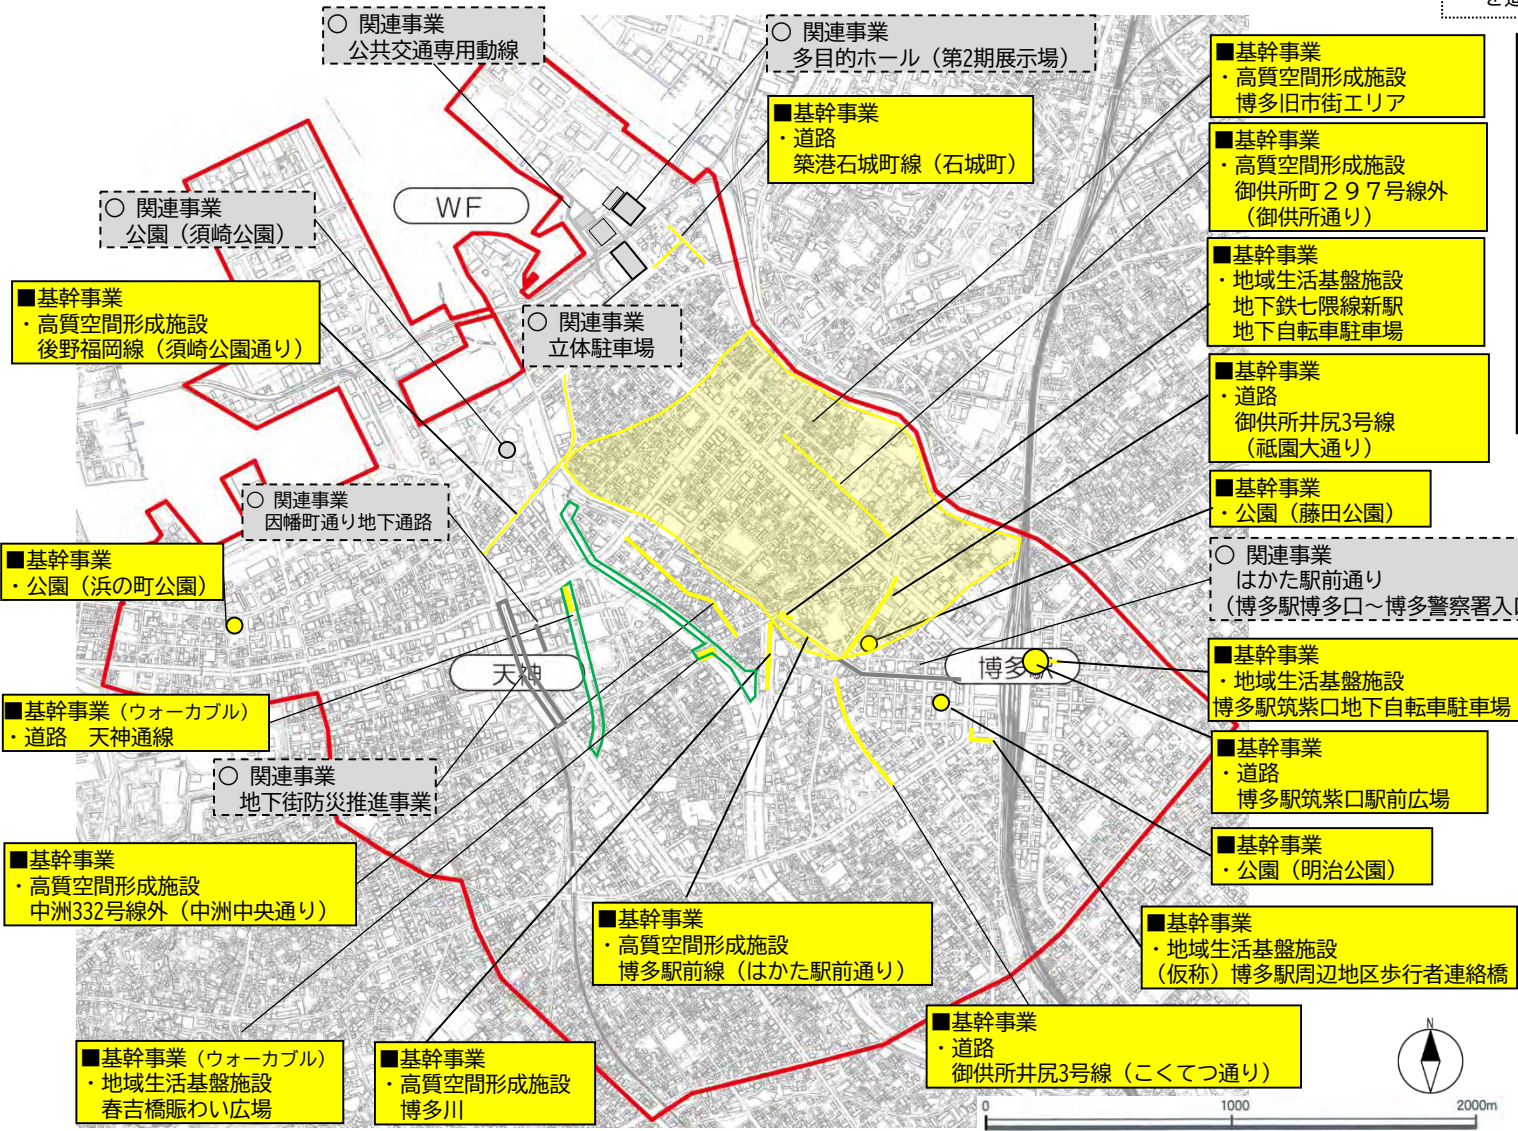 ○ 関連事業
公共交通専用動線
○ 関連事業
多目的ホール（第2期展示場）
■基幹事業
・道路
築港石城町線（石城町）
■基幹事業
・高質空間形成施設
博多旧市街エリア
■基幹事業
・高質空間形成施設
御供所町２９７号線外
（御供所通り）
■基幹事業
・地域生活基盤施設
地下鉄七隈線新駅
地下自転車駐車場
■基幹事業
・道路
御供所井尻3号線
（祗園大通り）
■基幹事業
・公園（藤田公園）
○ 関連事業
はかた駅前通り
（博多駅博多口～博多警察署入口
■基幹事業
・地域生活基盤施設
博多駅筑紫口地下自転車駐車場
■基幹事業
・道路
博多駅筑紫口駅前広場
■基幹事業
・公園（明治公園）
■基幹事業
・地域生活基盤施設
（仮称）博多駅周辺地区歩行者連絡橋
○ 関連事業
公園（須崎公園）
WF
■基幹事業
・高質空間形成施設
後野福岡線（須崎公園通り）
○ 関連事業
立体駐車場
○ 関連事業
因幡町通り地下通路
■基幹事業
・公園（浜の町公園）
天神
博多駅
■基幹事業（ウォーカブル）
・道路　天神通線
○ 関連事業
地下街防災推進事業
■基幹事業
・高質空間形成施設
中洲332号線外（中洲中央通り）
■基幹事業
・高質空間形成施設
博多駅前線（はかた駅前通り）
■基幹事業
・道路
御供所井尻3号線（こくてつ通り）
■基幹事業（ウォーカブル）
・地域生活基盤施設
春吉橋賑わい広場
■基幹事業
・高質空間形成施設
博多川
N
0 1000 2000m